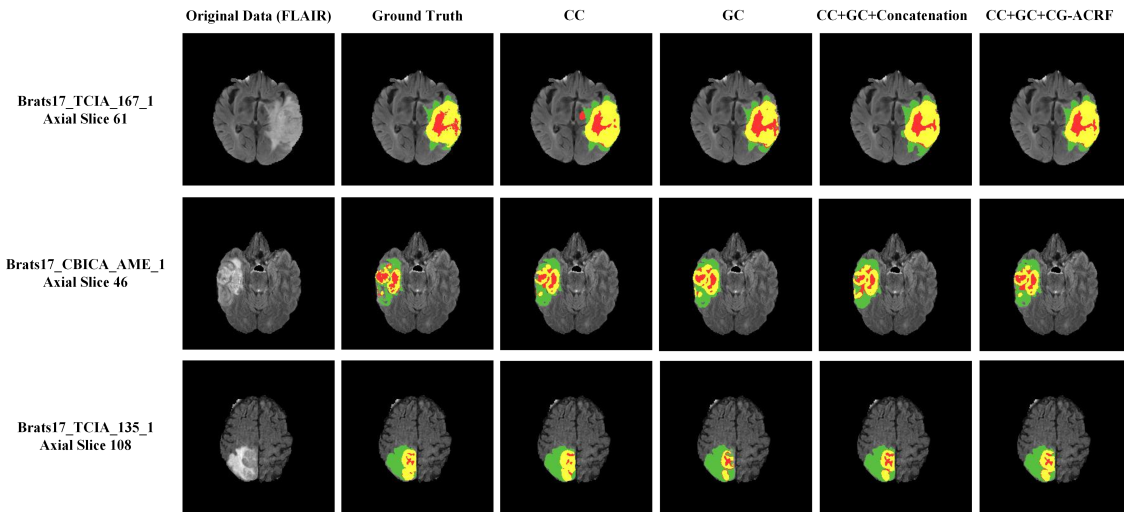 Original Data (FLAIR) Ground Truth CC GC CC+GC+Concatenation CC+GC+CG-ACRF
Brats17_TCIA_167_1
Axial Slice 61
Brats17_CBICA_AME_1
Axial Slice 46
Brats17_TCIA_135_1
Axial Slice 108